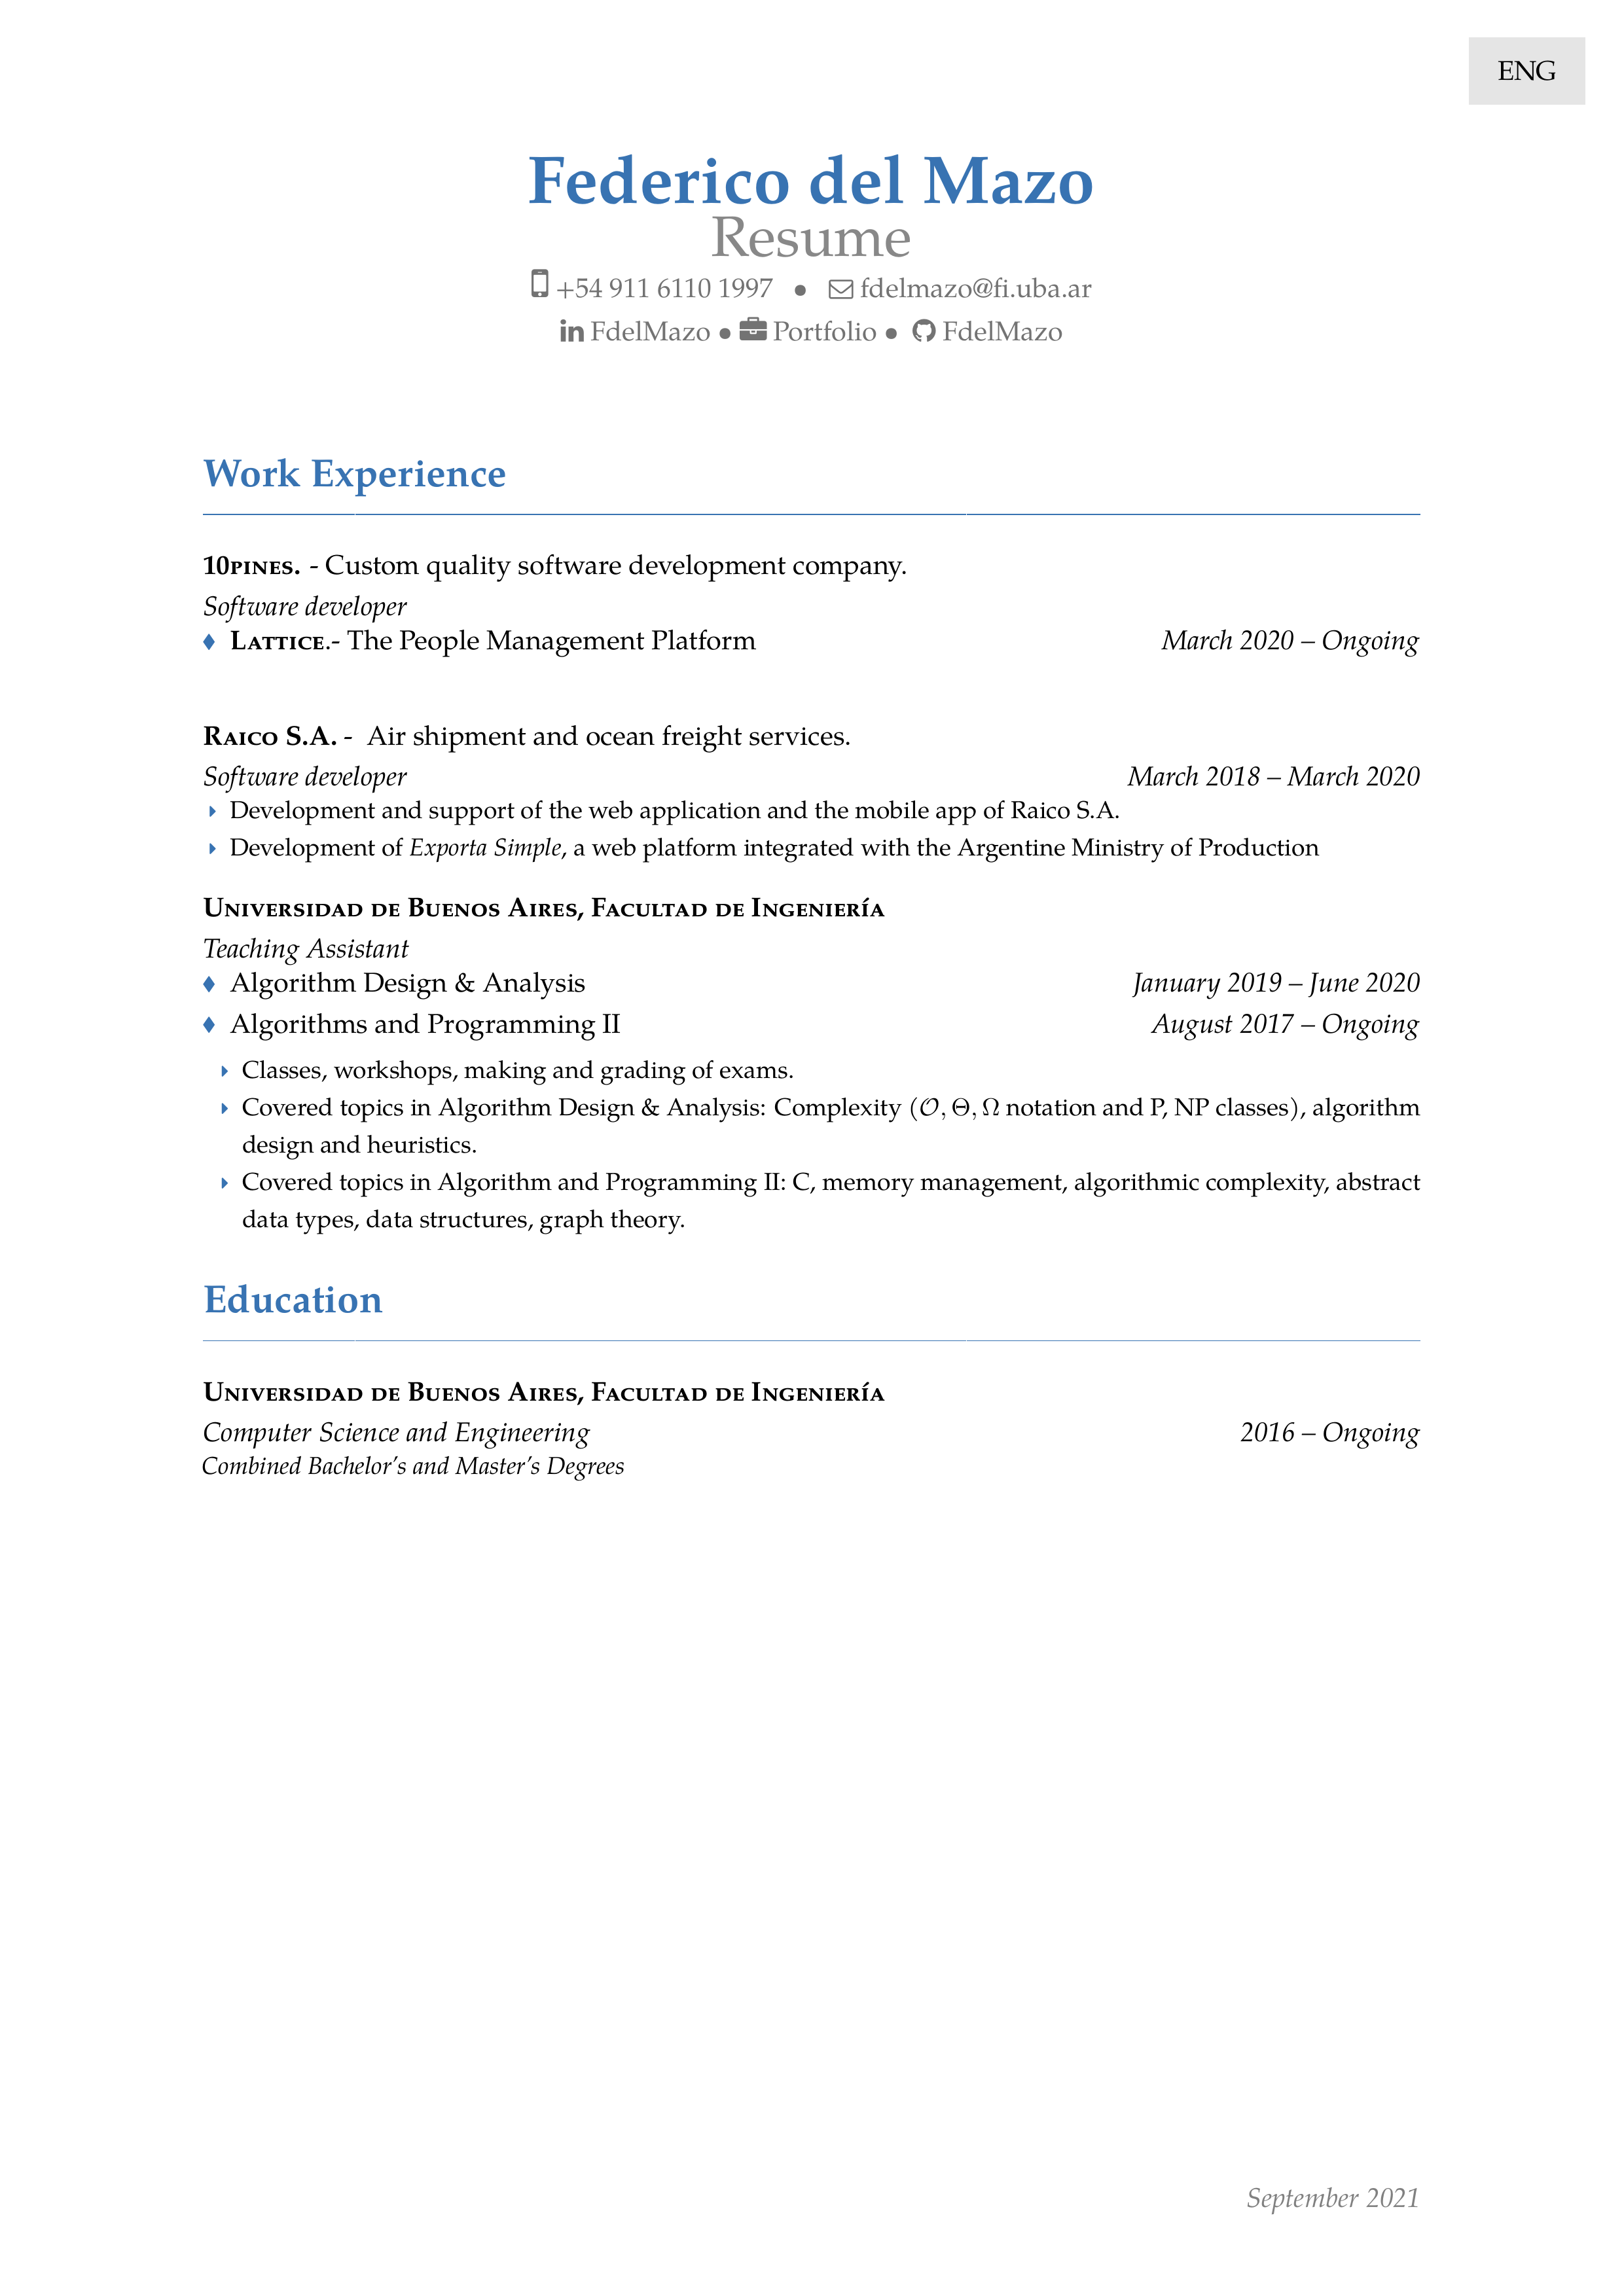 ENG
Federico del Mazo
Resume
+54 911 6110 1997 • fdelmazo@fi.uba.ar
FdelMazo • Portfolio • FdelMazo
Work Experience
10pines. - Custom quality software development company.
Software developer
Lattice.- The People Management Platform March 2020 – Ongoing
Raico S.A. - Air shipment and ocean freight services.
Software developer March 2018 – March 2020
Development and support of the web application and the mobile app of Raico S.A.
Development of Exporta Simple, a web platform integrated with the Argentine Ministry of Production
Universidad de Buenos Aires, Facultad de Ingeniería
Teaching Assistant
Algorithm Design & Analysis January 2019 – June 2020
Algorithms and Programming II August 2017 – Ongoing
Classes, workshops, making and grading of exams.
Covered topics in Algorithm Design & Analysis: Complexity (𝒪, Θ, Ω notation and P, NP classes), algorithm
design and heuristics.
Covered topics in Algorithm and Programming II: C, memory management, algorithmic complexity, abstract
data types, data structures, graph theory.
Education
Universidad de Buenos Aires, Facultad de Ingeniería
Computer Science and Engineering 2016 – Ongoing
Combined Bachelor's and Master's Degrees
September 2021